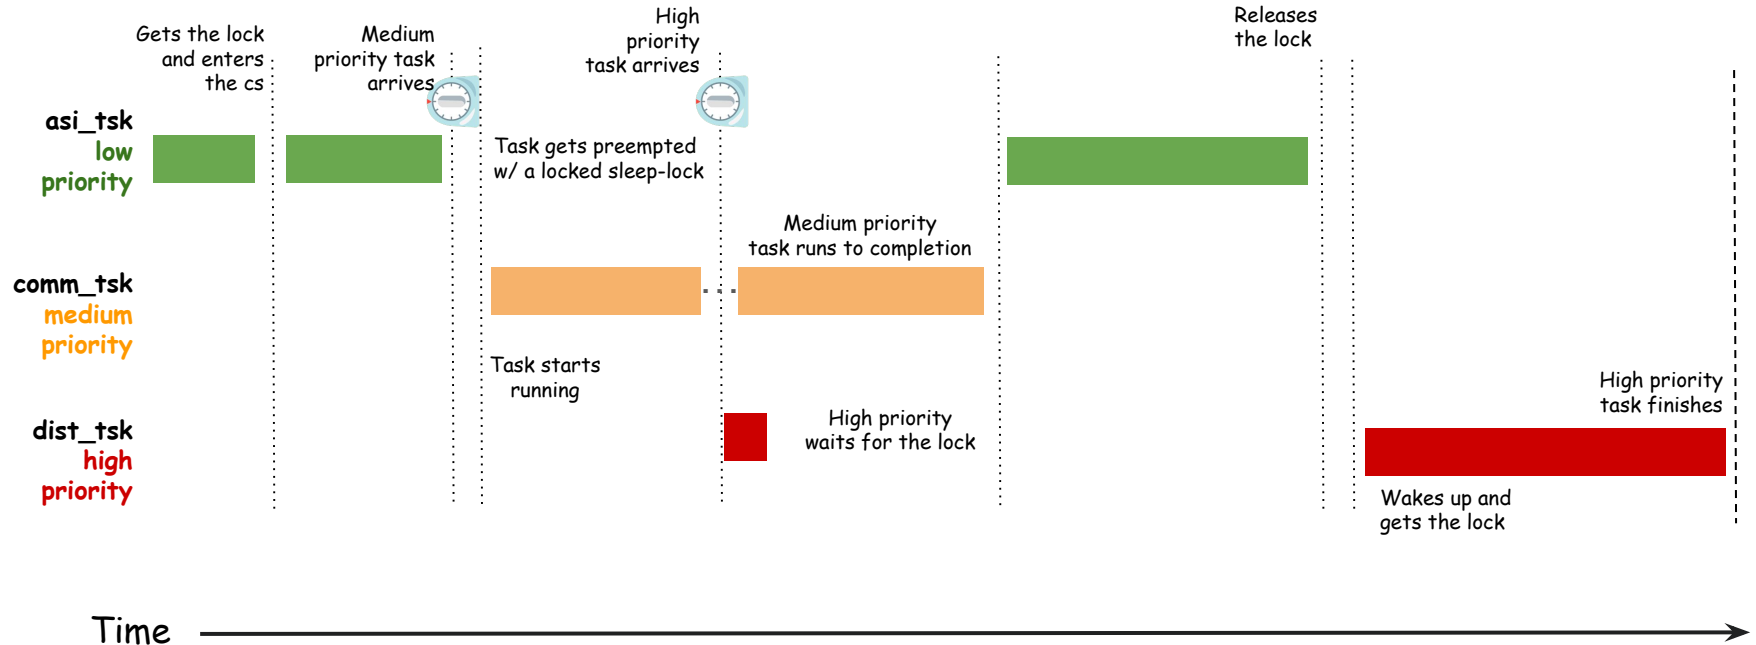 Gets the lock
and enters
the cs
Medium
priority task
arrives
High
priority
task arrives
Releases
the lock
asi_tsk
low
priority
Task gets preempted
w/ a locked sleep-lock
Medium priority
task runs to completion
comm_tsk
medium
priority
Task starts
running
High priority
task finishes
dist_tsk
high
priority
High priority
waits for the lock
Wakes up and
gets the lock
Time